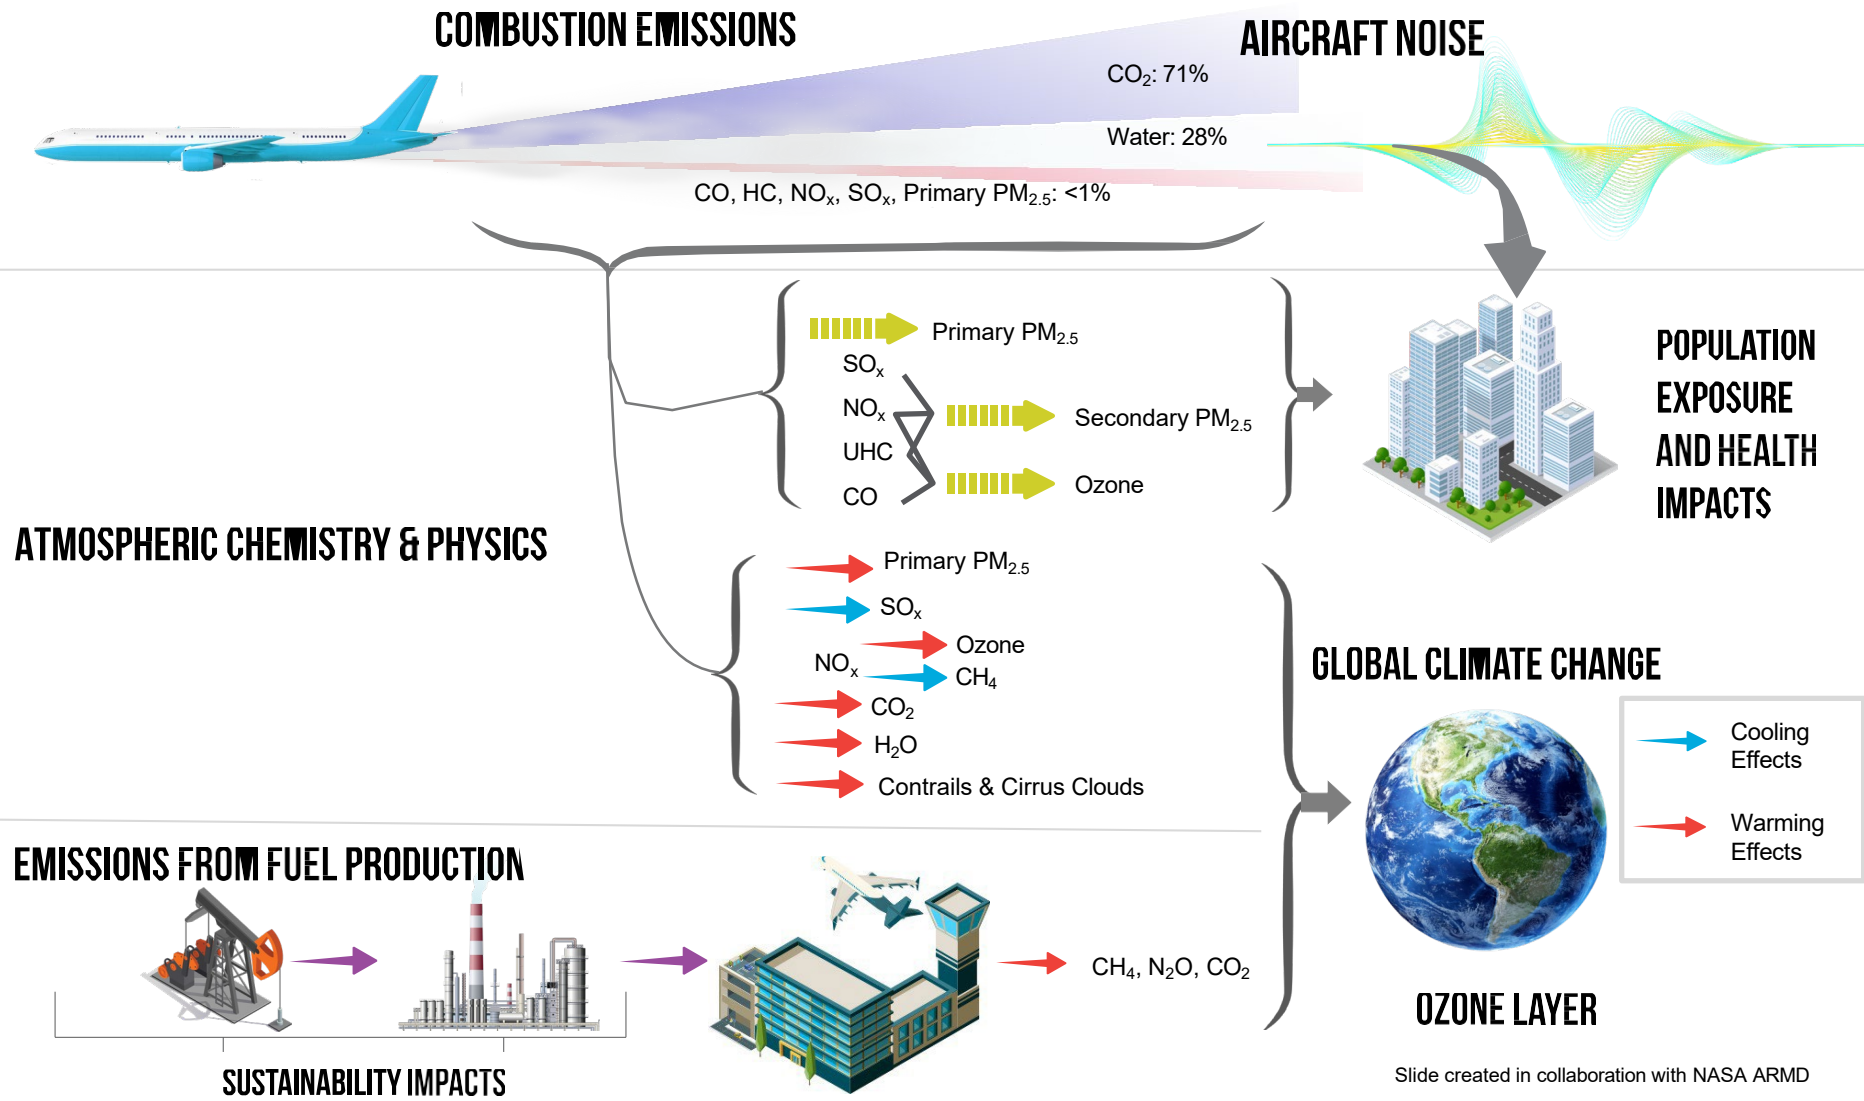 COMBUSTION EMISSIONS
AIRCRAFT NOISE
CO₂: 71%
Water: 28%
CO, HC, NOₓ, SOₓ, Primary PM₂.₅: <1%
Primary PM₂.₅
SOₓ
NOₓ
UHC
CO
Secondary PM₂.₅
Ozone
POPULATION
EXPOSURE
AND HEALTH
IMPACTS
ATMOSPHERIC CHEMISTRY & PHYSICS
Primary PM₂.₅
SOₓ
NOₓ
Ozone
CH₄
CO₂
H₂O
Contrails & Cirrus Clouds
GLOBAL CLIMATE CHANGE
Cooling
Effects
Warming
Effects
EMISSIONS FROM FUEL PRODUCTION
CH₄, N₂O, CO₂
OZONE LAYER
SUSTAINABILITY IMPACTS
Slide created in collaboration with NASA ARMD